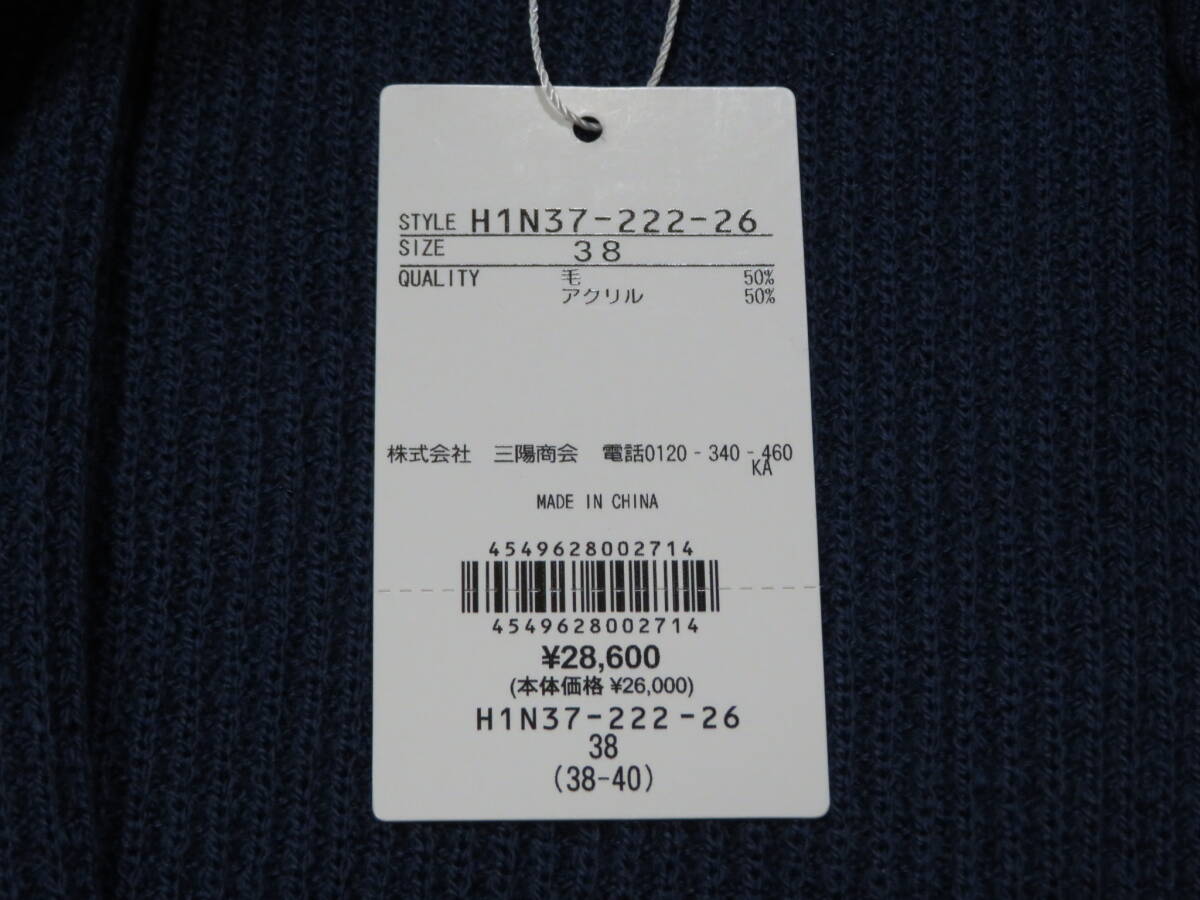 STYLE H1N37-222-26
SIZE 38
QUALITY 毛 50%
アクリル 50%
株式会社 三陽商会 電話0120-340-460
KA
MADE IN CHINA
4549628002714
4549628002714
¥28,600
(本体価格 ¥26,000)
H1N37-222-26
38
(38-40)